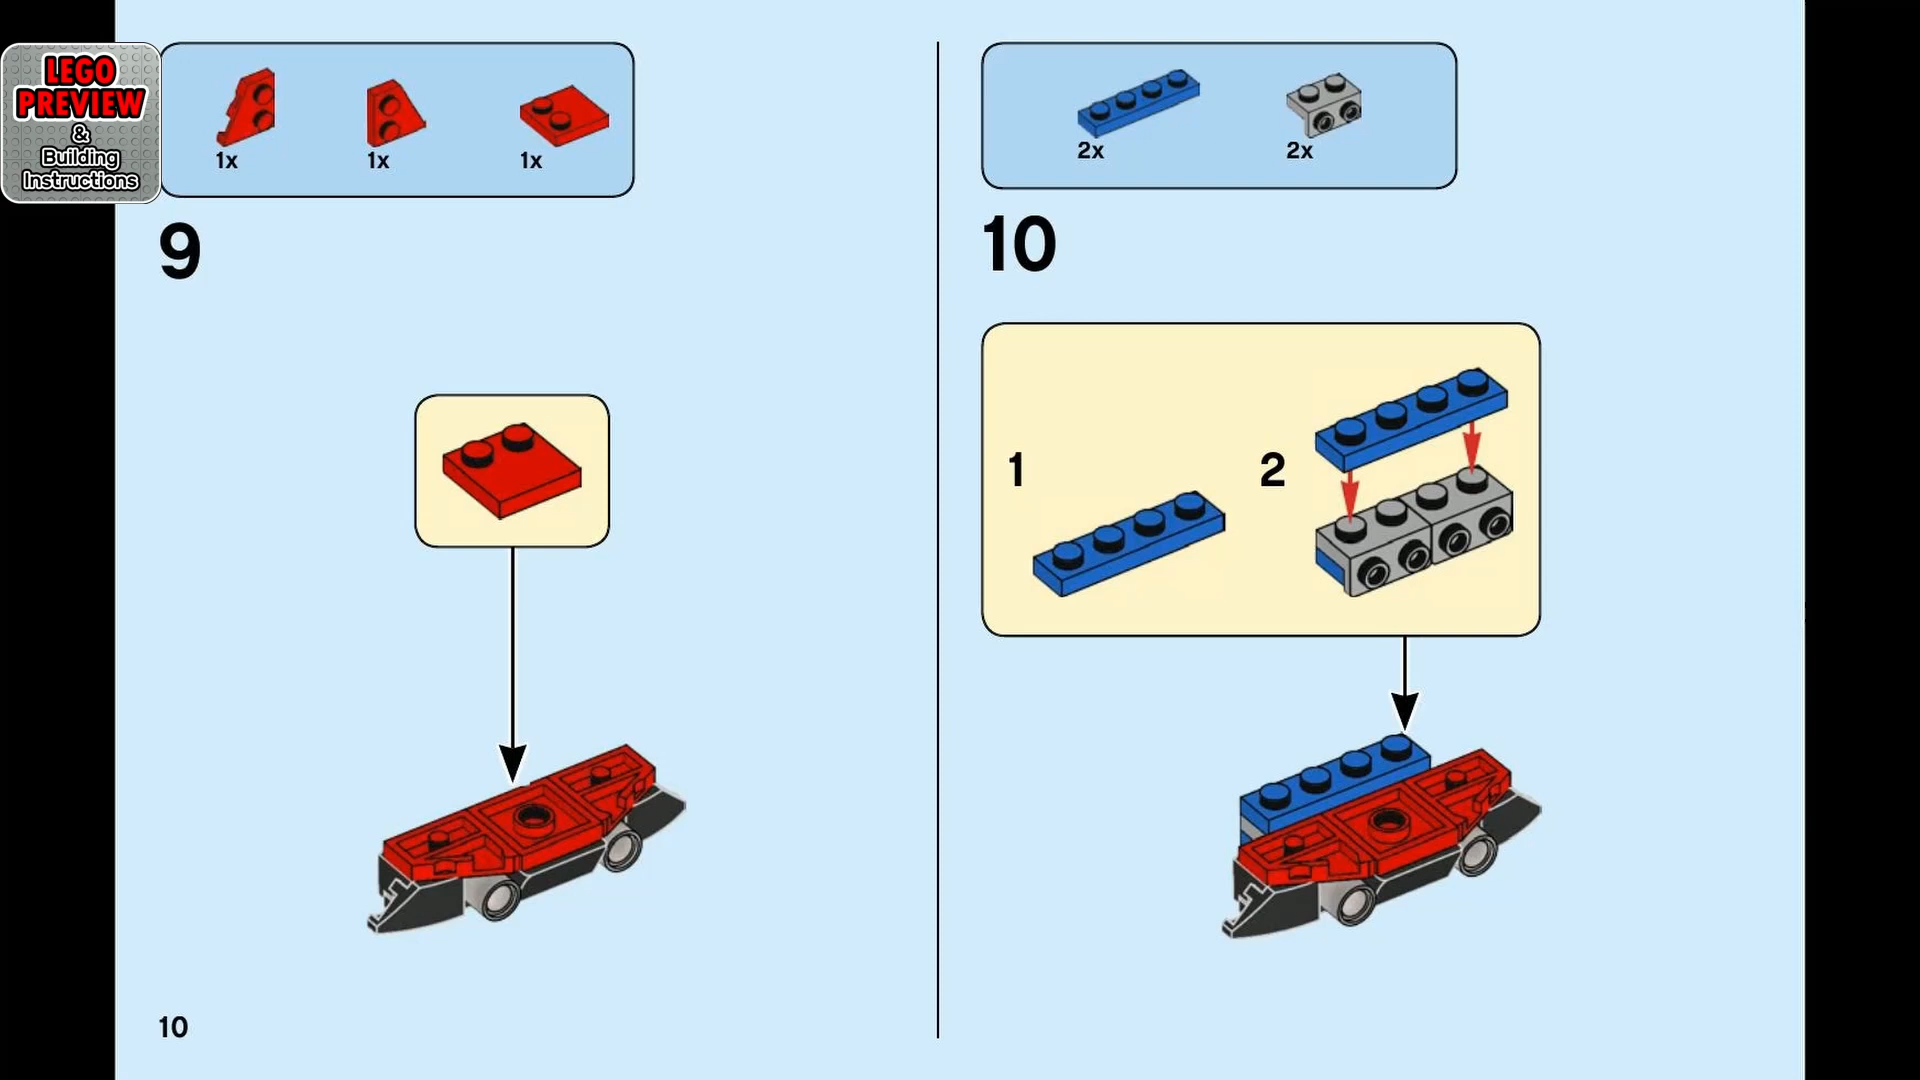 LEGO
PREVIEW
&
Building
Instructions
1x 1x 1x
9
10
2x 2x
10
1 2